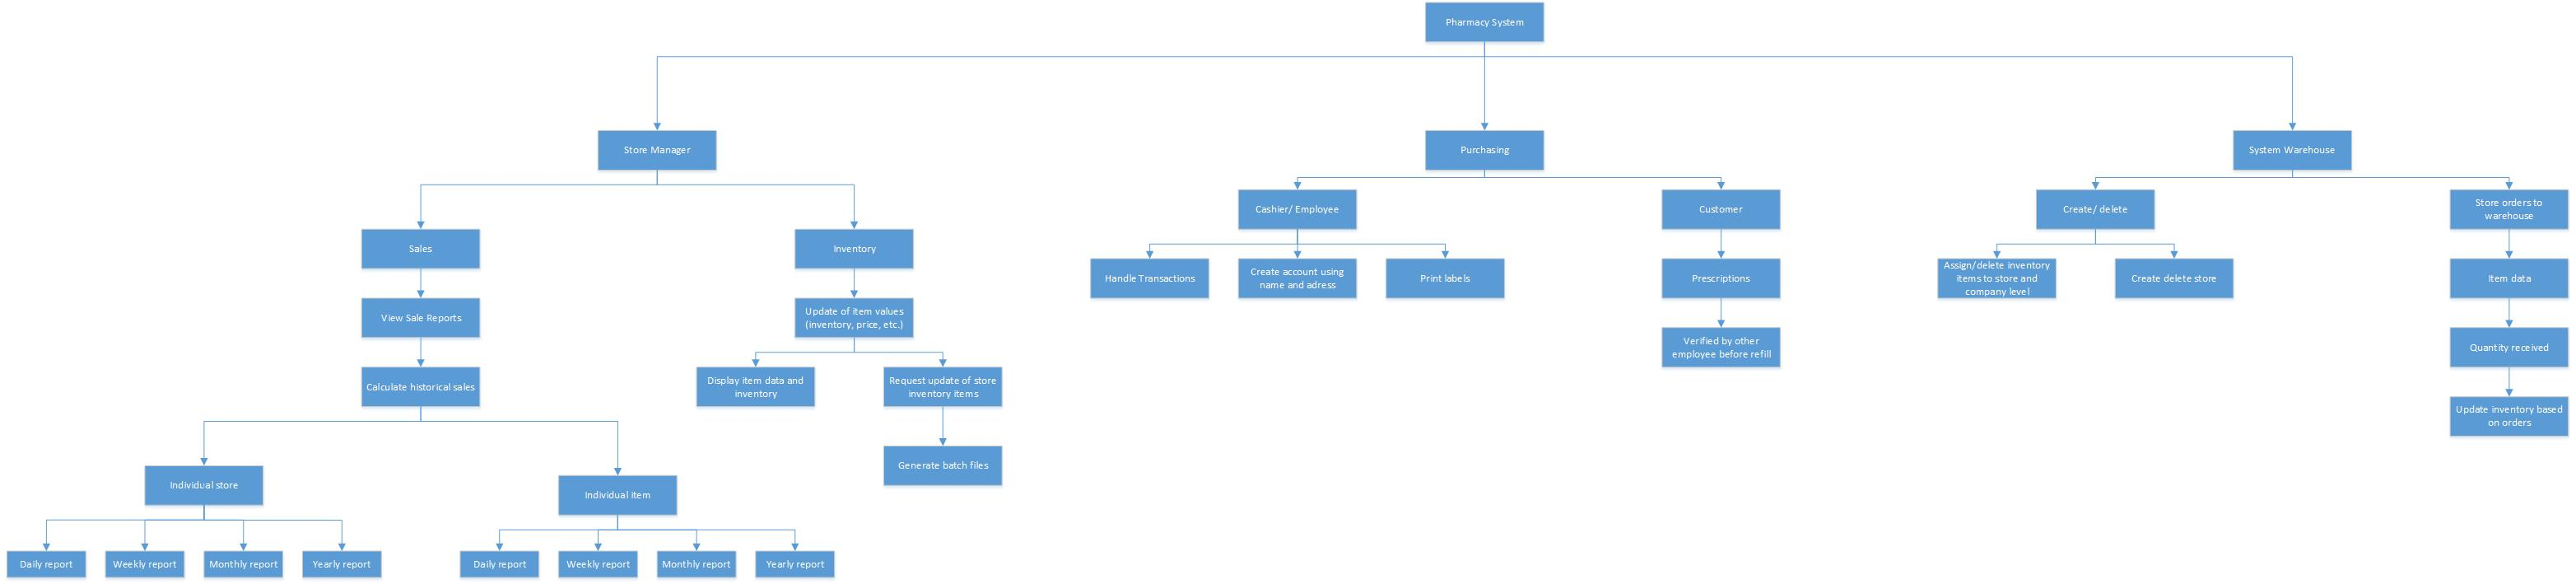 Pharmacy System
Store Manager
Purchasing
System Warehouse
Cashier/ Employee
Customer
Create/ delete
Store orders to
warehouse
Sales
Inventory
Handle Transactions
Create account using
name and adress
Print labels
Prescriptions
Assign/delete inventory
items to store and
company level
Create delete store
Item data
View Sale Reports
Update of item values
(inventory, price, etc.)
Verified by other
employee before refill
Quantity received
Calculate historical sales
Display item data and
inventory
Request update of store
inventory items
Update inventory based
on orders
Generate batch files
Individual store
Individual item
Daily report
Weekly report
Monthly report
Yearly report
Daily report
Weekly report
Monthly report
Yearly report